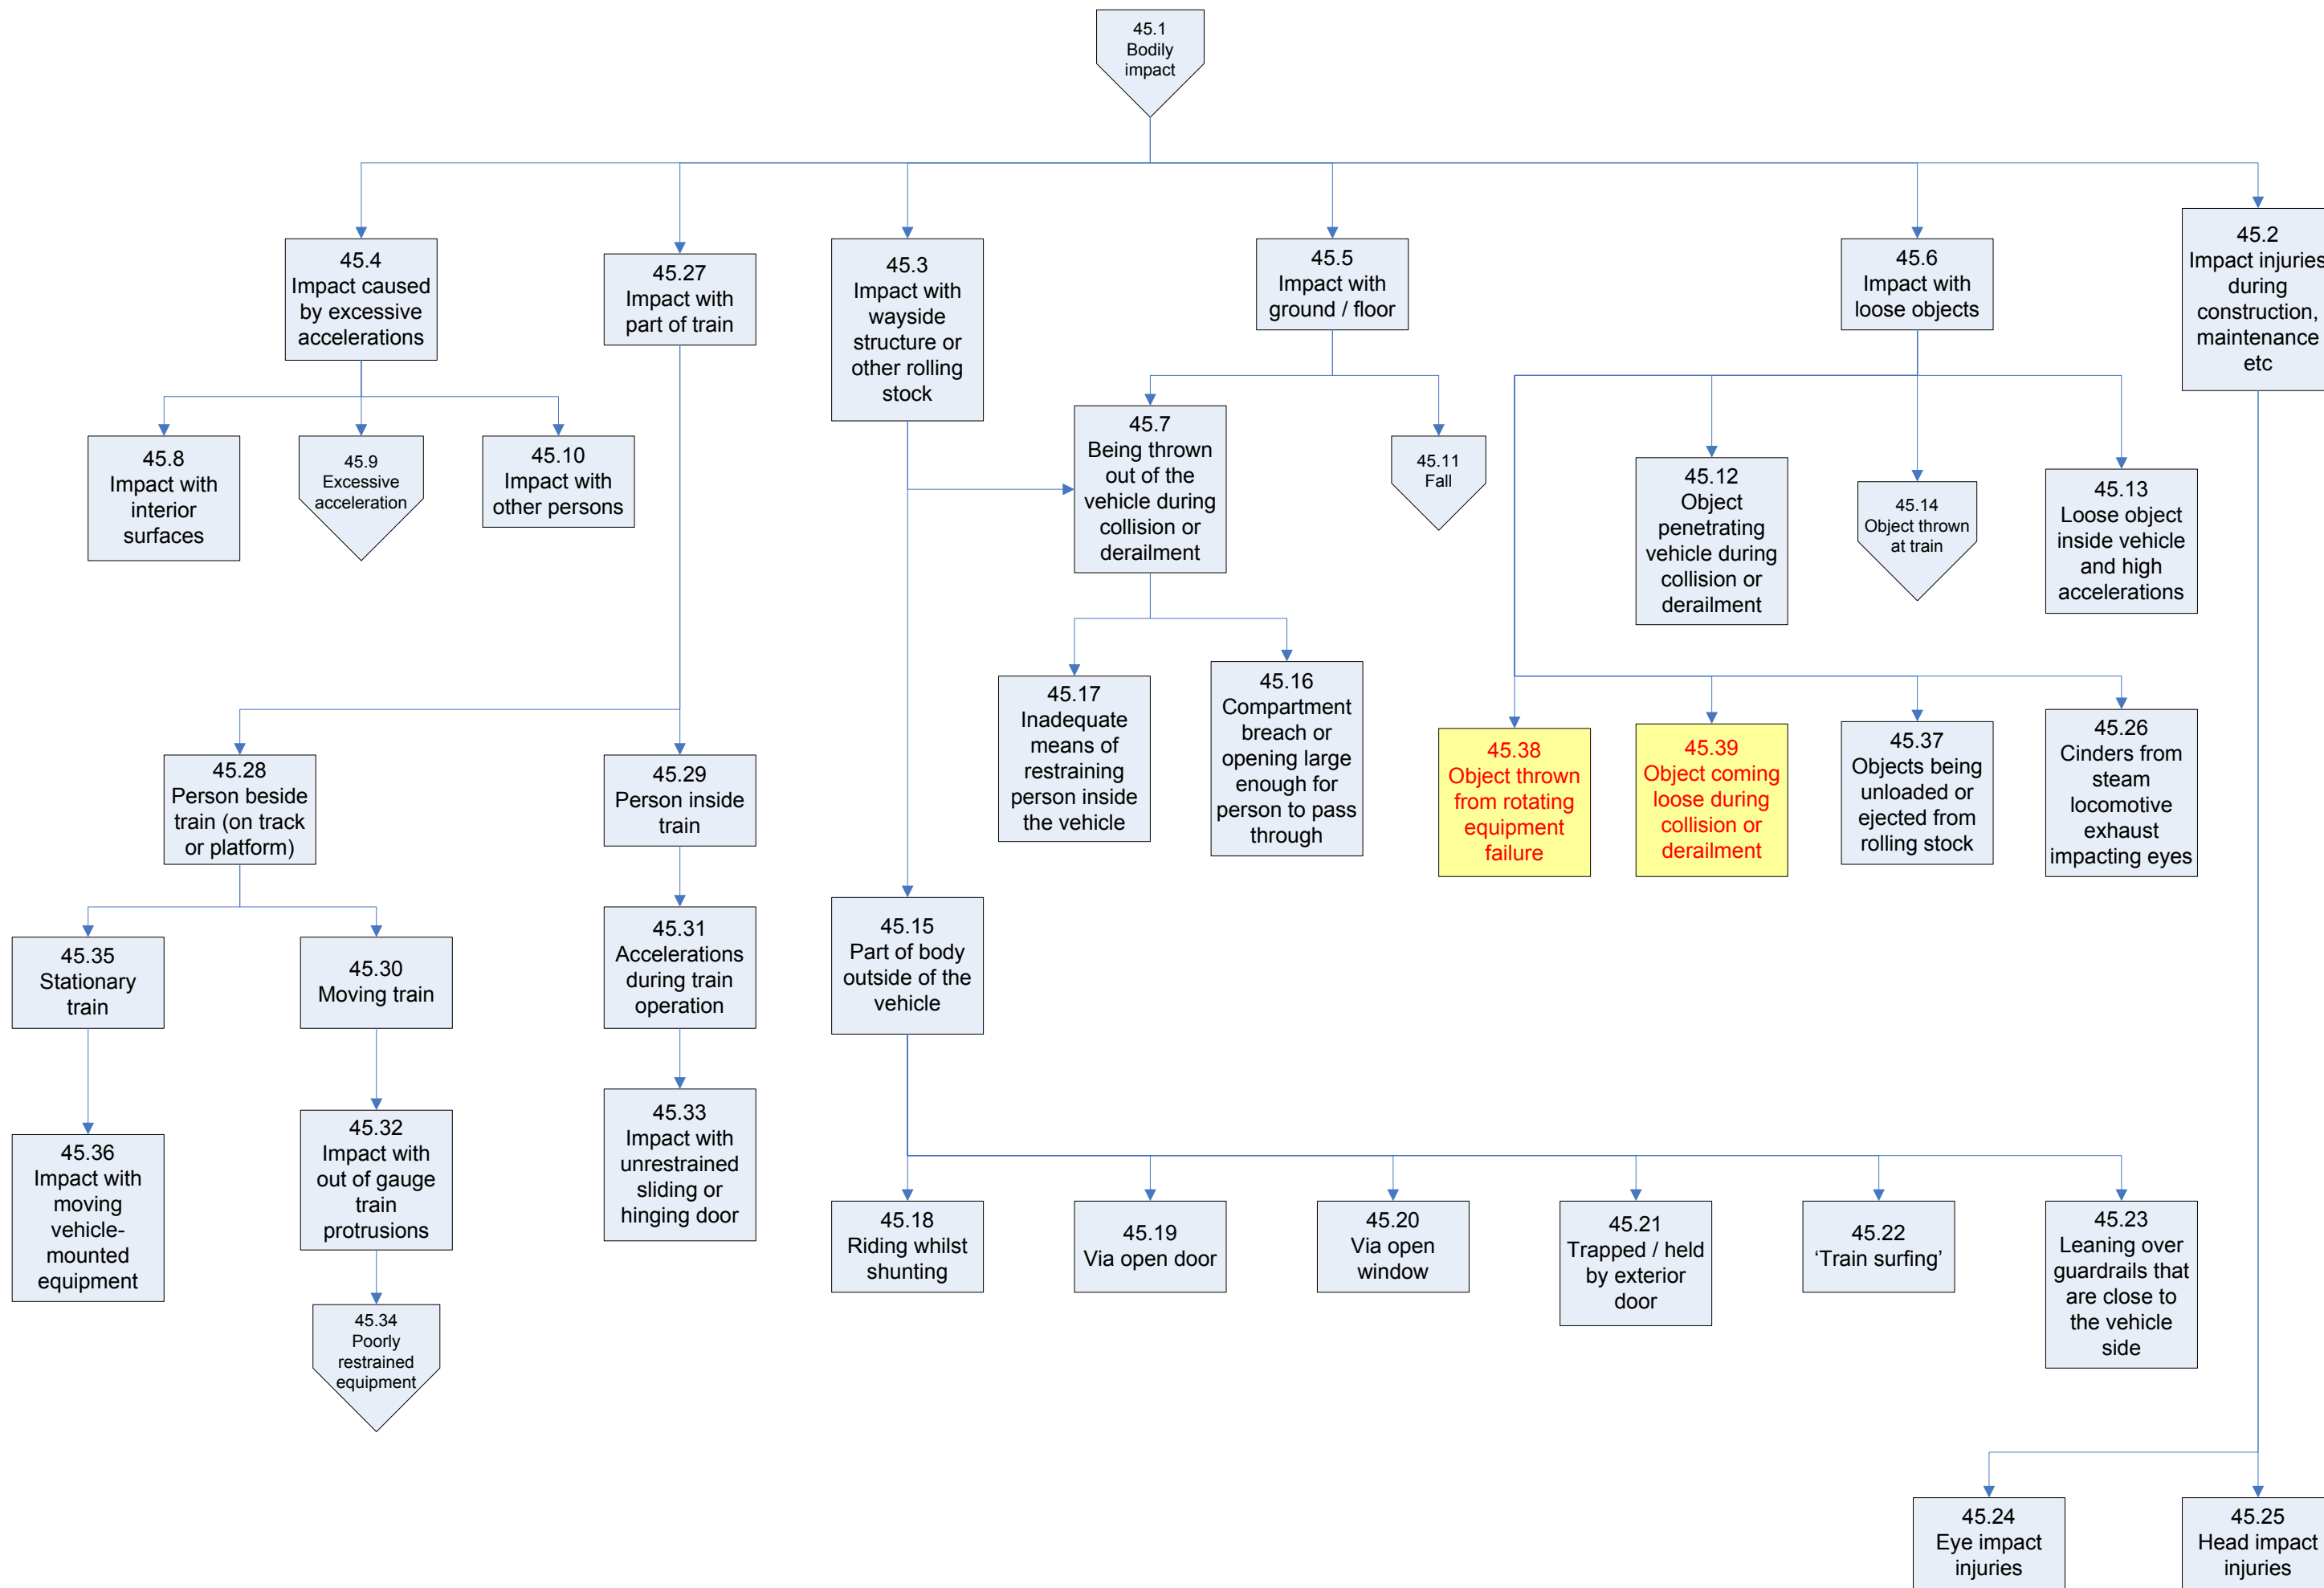 45.1
Bodily
impact
45.4
Impact caused
by excessive
accelerations
45.27
Impact with
part of train
45.3
Impact with
wayside
structure or
other rolling
stock
45.5
Impact with
ground / floor
45.6
Impact with
loose objects
45.2
Impact injuries
during
construction,
maintenance
etc
45.8
Impact with
interior
surfaces
45.9
Excessive
acceleration
45.10
Impact with
other persons
45.7
Being thrown
out of the
vehicle during
collision or
derailment
45.11
Fall
45.12
Object
penetrating
vehicle during
collision or
derailment
45.14
Object thrown
at train
45.13
Loose object
inside vehicle
and high
accelerations
45.17
Inadequate
means of
restraining
person inside
the vehicle
45.16
Compartment
breach or
opening large
enough for
person to pass
through
45.38
Object thrown
from rotating
equipment
failure
45.39
Object coming
loose during
collision or
derailment
45.37
Objects being
unloaded or
ejected from
rolling stock
45.26
Cinders from
steam
locomotive
exhaust
impacting eyes
45.28
Person beside
train (on track
or platform)
45.29
Person inside
train
45.35
Stationary
train
45.30
Moving train
45.31
Accelerations
during train
operation
45.15
Part of body
outside of the
vehicle
45.36
Impact with
moving
vehicle-
mounted
equipment
45.32
Impact with
out of gauge
train
protrusions
45.33
Impact with
unrestrained
sliding or
hinging door
45.18
Riding whilst
shunting
45.19
Via open door
45.20
Via open
window
45.21
Trapped / held
by exterior
door
45.22
‘Train surfing’
45.23
Leaning over
guardrails that
are close to
the vehicle
side
45.34
Poorly
restrained
equipment
45.24
Eye impact
injuries
45.25
Head impact
injuries